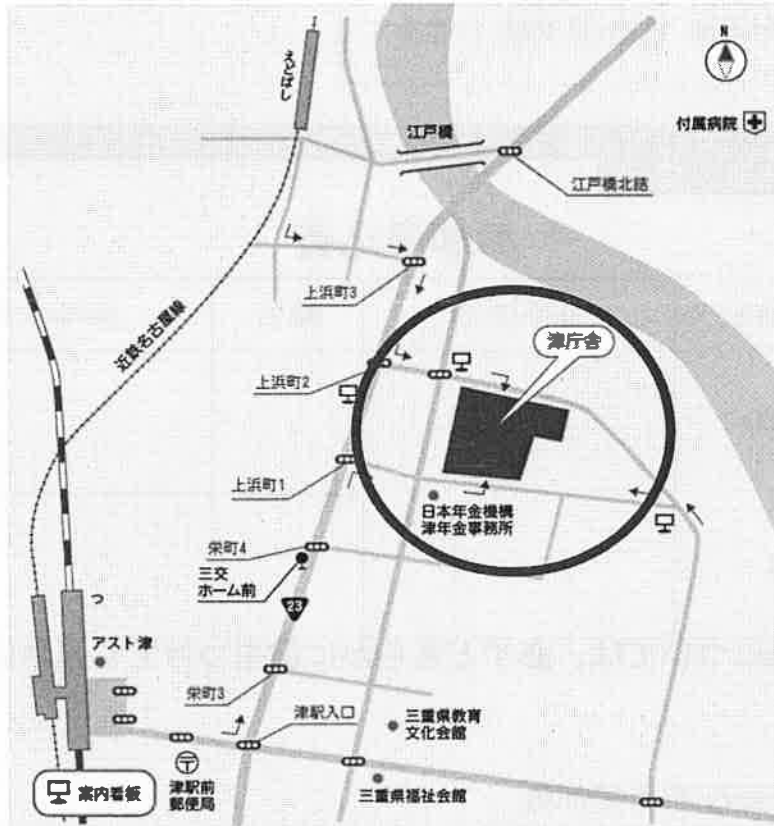 えどばし
N
付属病院
江戸橋
江戸橋北詰
上浜町3
近鉄名古屋線
津庁舎
上浜町2
上浜町1
日本年金機構
津年金事務所
栄町4
三交
ホーム前
23
つ
アスト津
栄町3
津駅入口
三重県教育
文化会館
津駅前
郵便局
三重県福祉会館
案内看板